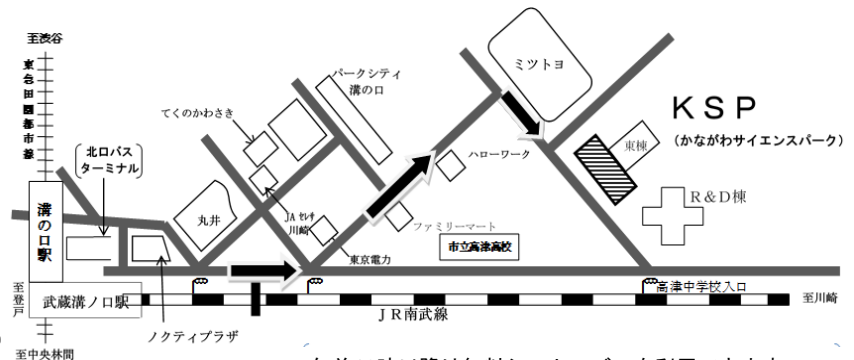 至渋谷
東急田園都市線
北口バス
ターミナル
溝の口駅
至登戸
武蔵溝ノ口駅
至中央林間
ノクティプラザ
丸井
てくのかわさき
JAセレサ
川崎
東京電力
パークシティ
溝の口
ファミリーマート
ハローワーク
ミツトヨ
市立高津高校
KSP
(かながわサイエンスパーク)
東棟
R&D棟
高津中学校入口
至川崎
JR南武線